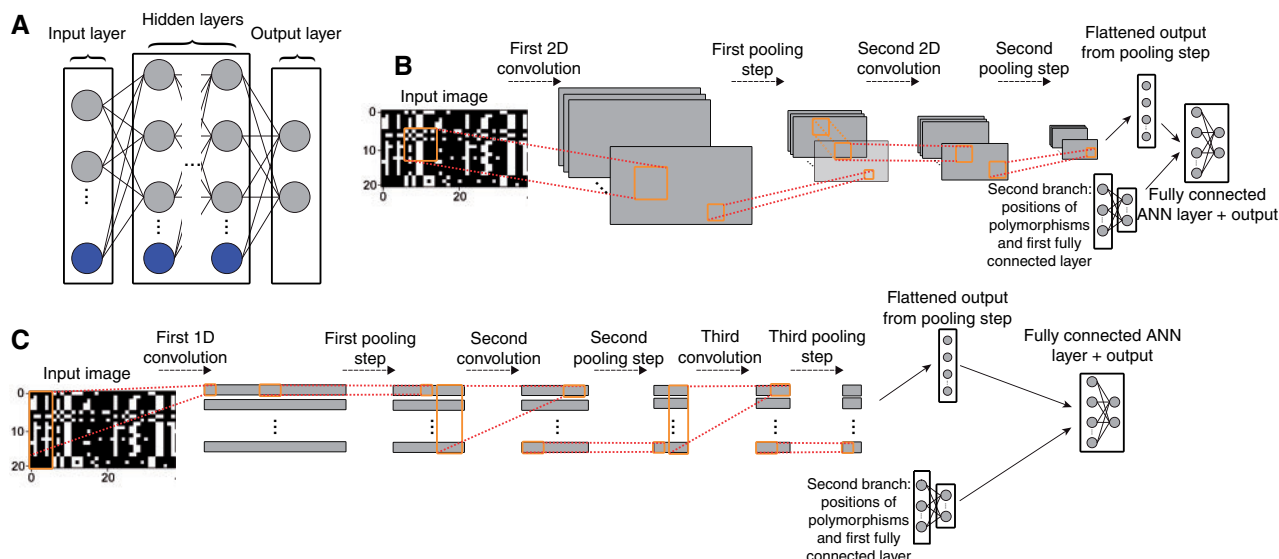 A
Input layer
Hidden layers
Output layer
...
B
Input image
0
10
20
20
First 2D
convolution
First pooling
step
Second 2D
convolution
Second
pooling step
Flattened output
from pooling step
Second branch:
positions of
polymorphisms
and first fully
connected layer
Fully connected
ANN layer + output
C
Input image
0
10
20
0
20
First 1D
convolution
First pooling
step
Second
convolution
Second
pooling step
Third
convolution
Third pooling
step
Flattened output
from pooling step
Fully connected ANN
layer + output
Second branch:
positions of
polymorphisms
and first fully
connected layer